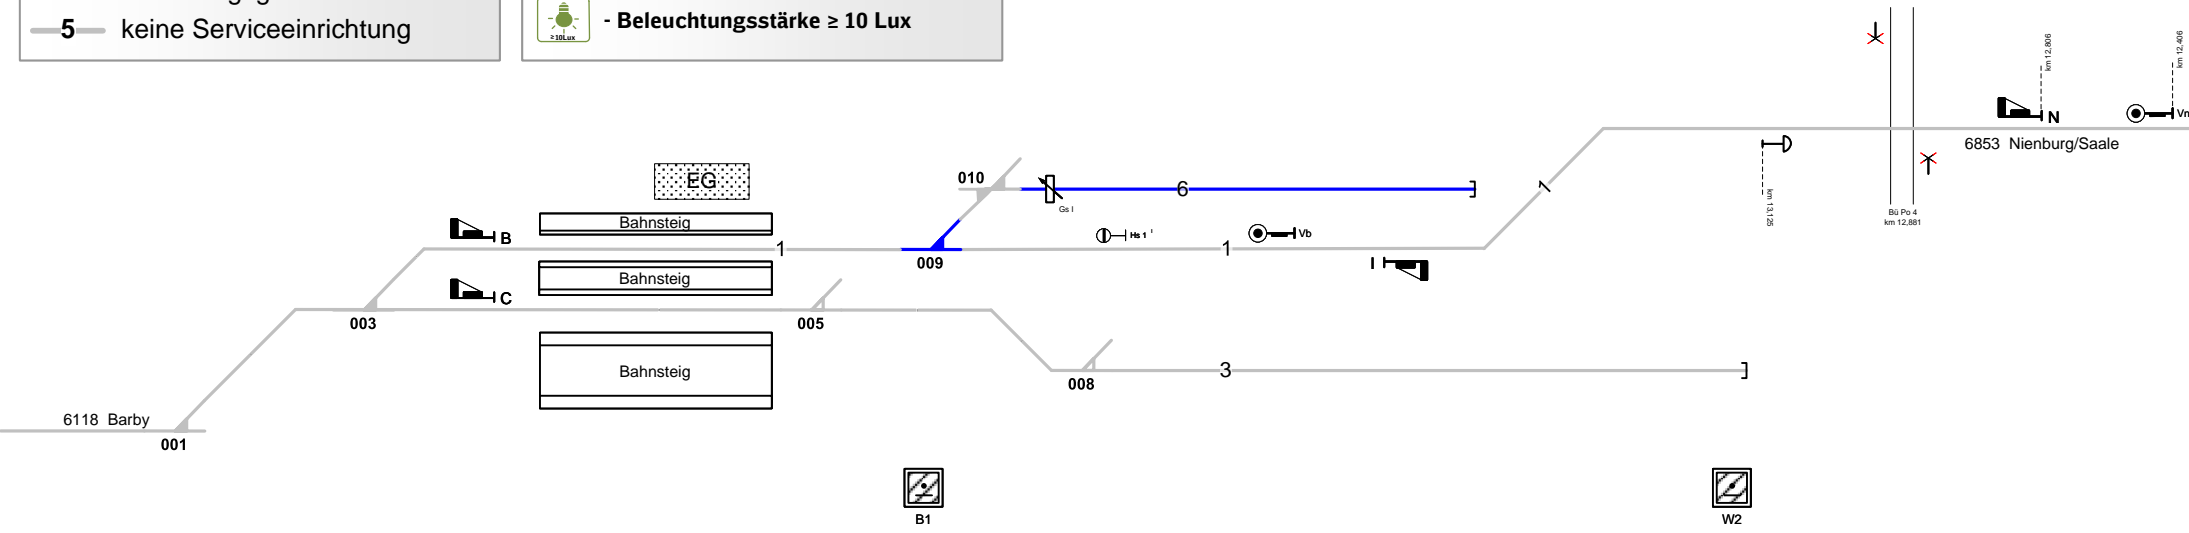 5 keine Serviceeinrichtung
≥10Lux
- Beleuchtungsstärke ≥ 10 Lux
km 12,806
km 12,406
N
Vn
6853 Nienburg/Saale
km 13,125
Bü Po 4
km 12,881
EG
010
6
Gs I
Bahnsteig
B
1
009
Hs 1
Vb
1
1
I
Bahnsteig
C
003
005
Bahnsteig
008
3
6118 Barby
001
B1
W2